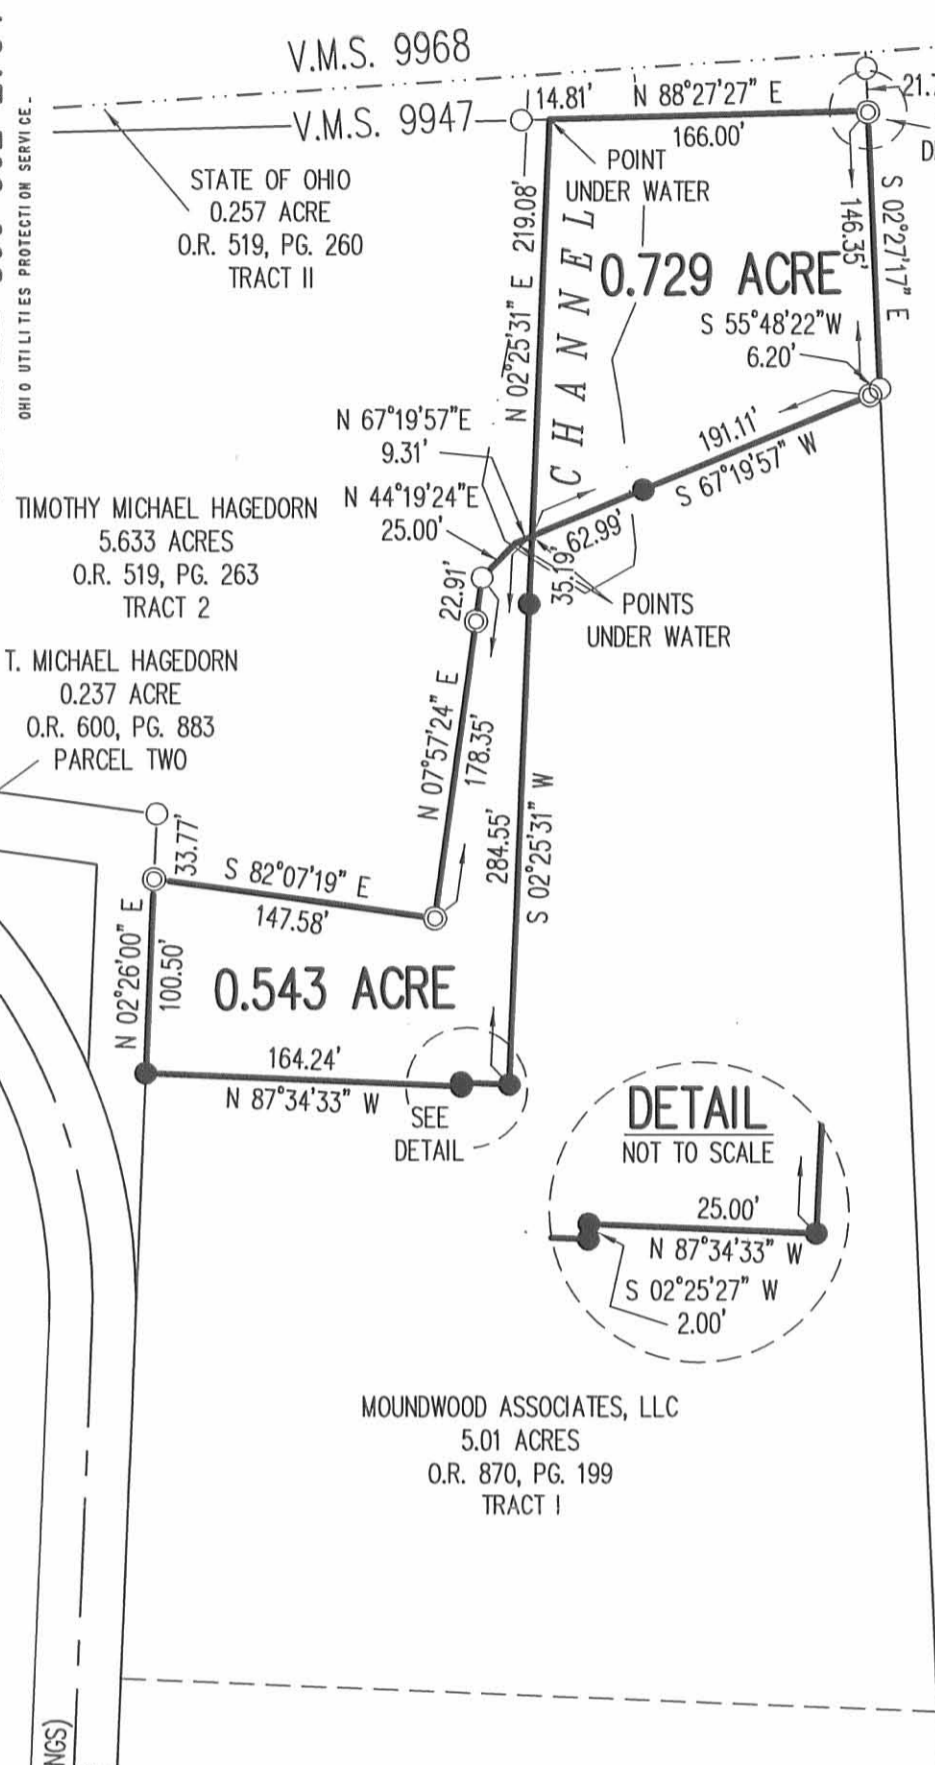 OHIO UTILITIES PROTECTION SERVICE.
V.M.S. 9968
V.M.S. 9947
14.81'
N 88°27'27" E
166.00'
21.
D
STATE OF OHIO
0.257 ACRE
O.R. 519, PG. 260
TRACT II
POINT
UNDER WATER
N 02°25'31" E 219.08'
CHANNEL
0.729 ACRE
146.35'
S 02°27'17" E
S 55°48'22"W
6.20'
N 67°19'57"E
9.31'
191.11'
S 67°19'57" W
N 44°19'24"E
25.00'
62.99'
35.19'
22.91'
POINTS
UNDER WATER
TIMOTHY MICHAEL HAGEDORN
5.633 ACRES
O.R. 519, PG. 263
TRACT 2
T. MICHAEL HAGEDORN
0.237 ACRE
O.R. 600, PG. 883
PARCEL TWO
N 07°57'24" E
178.35'
284.55'
S 02°25'31" W
33.77'
S 82°07'19" E
147.58'
N 02°26'00" E
100.50'
0.543 ACRE
164.24'
N 87°34'33" W
SEE
DETAIL
DETAIL
NOT TO SCALE
25.00'
N 87°34'33" W
S 02°25'27" W
2.00'
MOUNDWOOD ASSOCIATES, LLC
5.01 ACRES
O.R. 870, PG. 199
TRACT I
NGS)